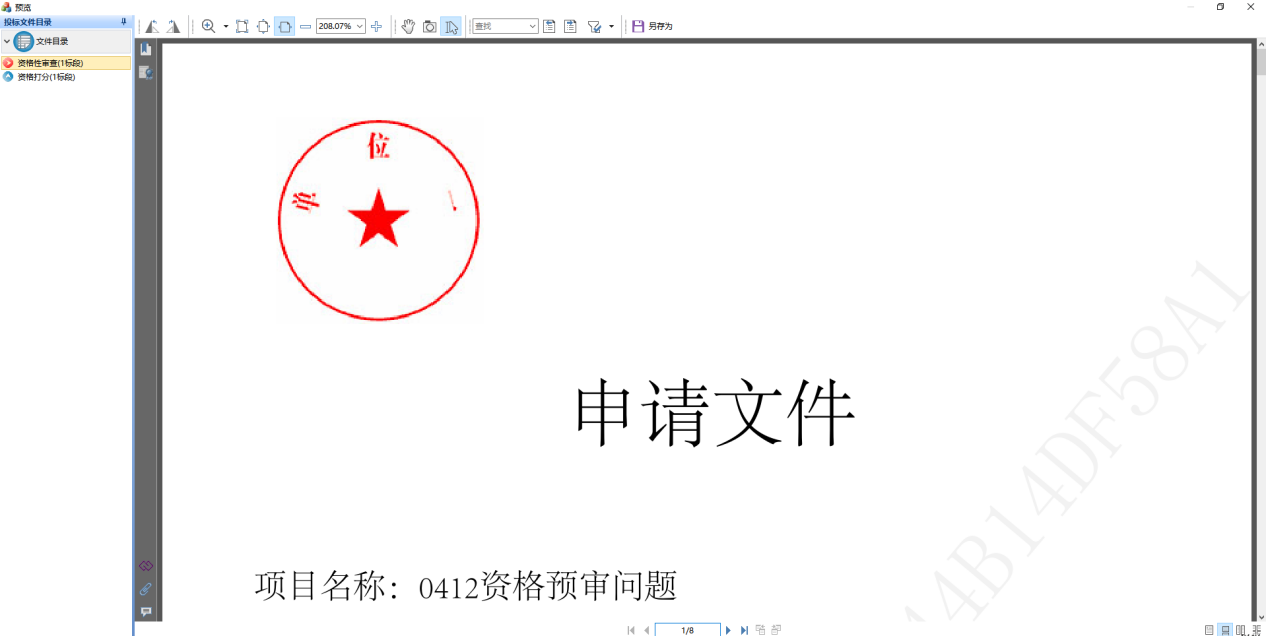 预览
投标文件目录
文件目录
资格性审查(1标段)
资格打分(1标段)
208.07%
查找
另存为
单位一
申请文件
项目名称：0412资格预审问题
4B14DF58A1
1/8